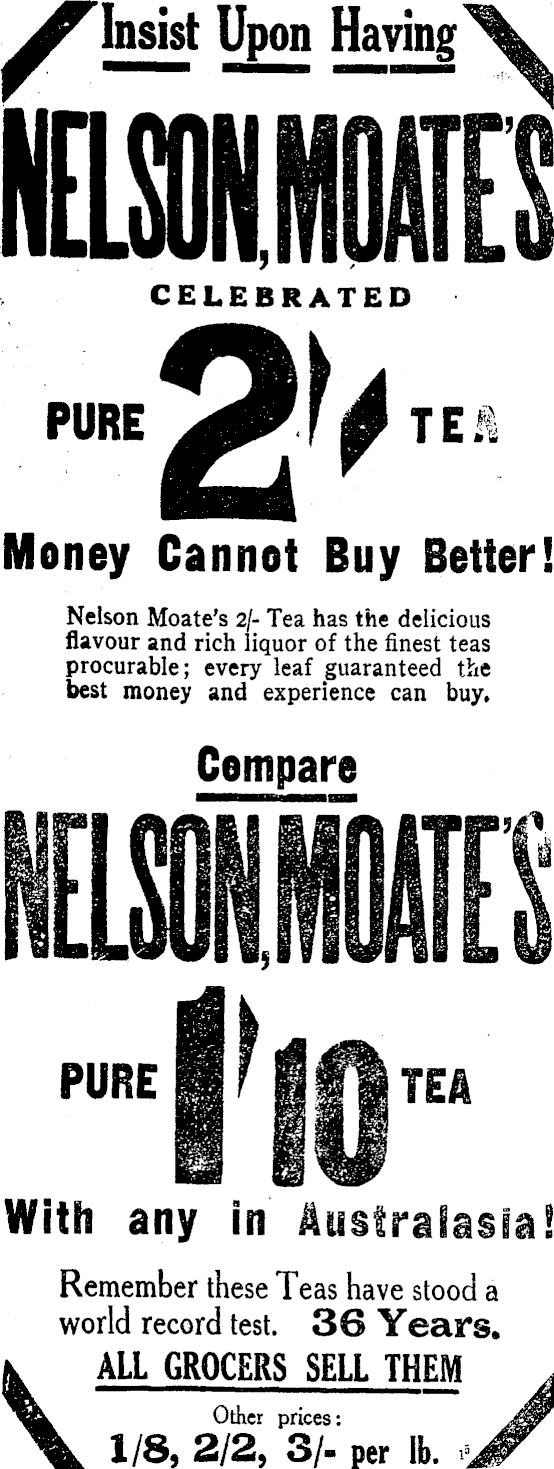 Insist Upon Having
NELSON, MOATE'S
CELEBRATED
PURE 2/- TEA
Money Cannot Buy Better!
Nelson Moate's 2/- Tea has the delicious
flavour and rich liquor of the finest teas
procurable; every leaf guaranteed the
best money and experience can buy.
Compare
NELSON, MOATE'S
PURE 1/10 TEA
With any in Australasia!
Remember these Teas have stood a
world record test. 36 Years.
ALL GROCERS SELL THEM
Other prices:
1/8, 2/2, 3/- per lb. 15